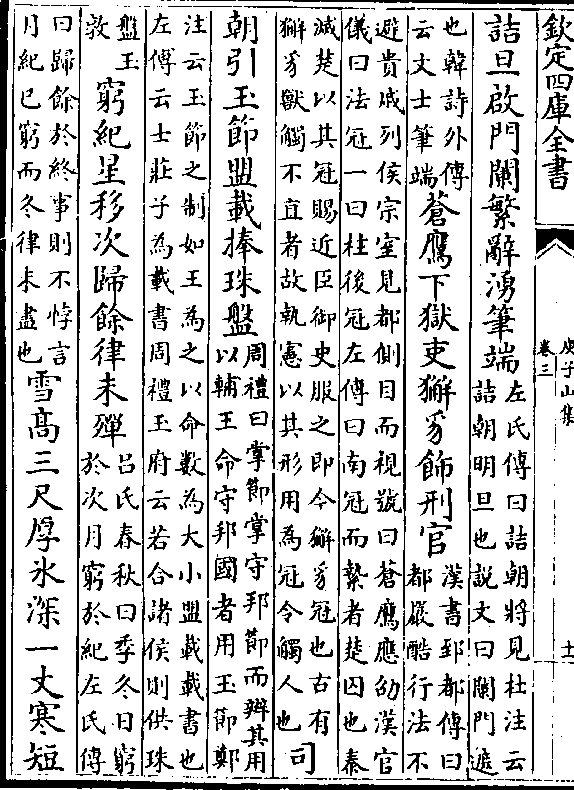 欽定四庫全書
庾子山集
卷三
十一
詰旦啟門闌繁辭湧筆端左氏傳曰詰朝將見杜注云
詰朝明旦也説文曰闌門遮
也韓詩外傳
云文士筆端蒼鷹下獄吏獬豸飾刑官漢書郅都傳曰
都嚴酷行法不
避貴戚列侯宗室見都側目而視號曰蒼鷹應劭漢官
儀曰法冠一曰柱後冠左傳曰南冠而縶者楚囚也秦
滅楚以其冠賜近臣御史服之即今獬豸冠也古有
獬豸獸觸不直者故執憲以其形用為冠令觸人也司
朝引玉節盟載捧珠盤周禮曰掌節掌守邦節而辨其用
以輔王命守邦國者用玉節鄭
注云玉節之制如王為之以命數為大小盟載載書也
左傳云士莊子為載書周禮玉府云若合諸侯則供珠
盤玉
敦窮紀星移次歸餘律未殫呂氏春秋曰季冬日窮
於次月窮於紀左氏傳
曰歸餘於終事則不悖言
月紀已窮而冬律未盡也雪高三尺厚氷深一丈寒短